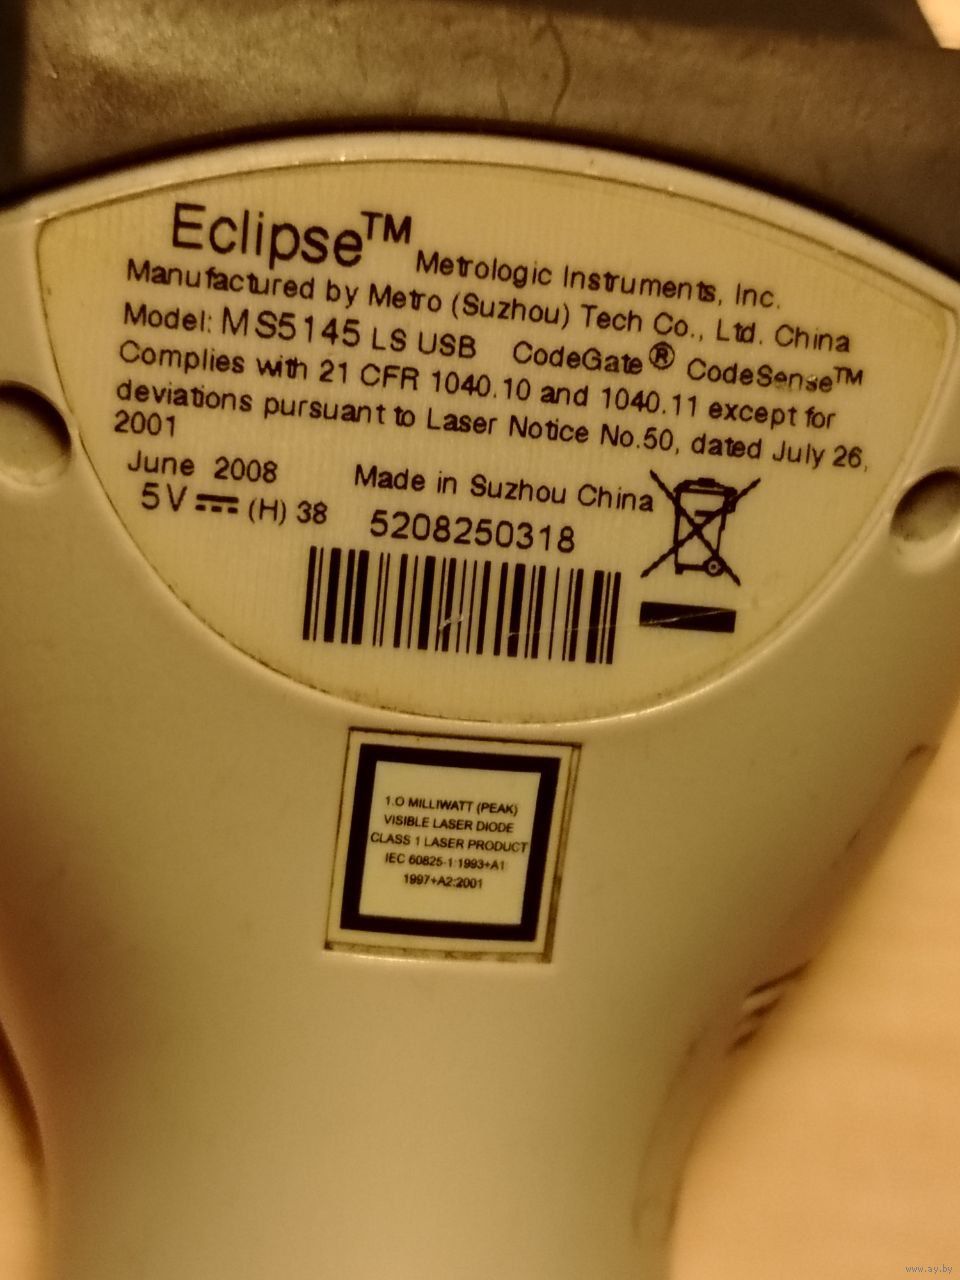 Eclipse™ Metrologic Instruments, Inc.
Manufactured by Metro (Suzhou) Tech Co., Ltd. China
Model: MS5145 LS USB CodeGate® CodeSense™
Complies with 21 CFR 1040.10 and 1040.11 except for
deviations pursuant to Laser Notice No.50, dated July 26,
2001
June 2008 Made in Suzhou China
5V ⎓ (H) 38 5208250318
1.0 MILLIWATT (PEAK)
VISIBLE LASER DIODE
CLASS 1 LASER PRODUCT
IEC 60825-1:1993+A1
1997+A2:2001
www.ay.by